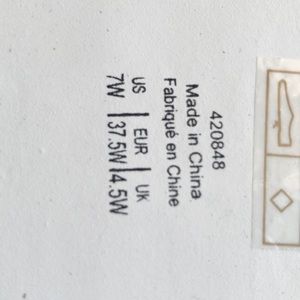 420848
Made in China
Fabriqué en Chine
US | EUR | UK
7W | 37.5W | 4.5W